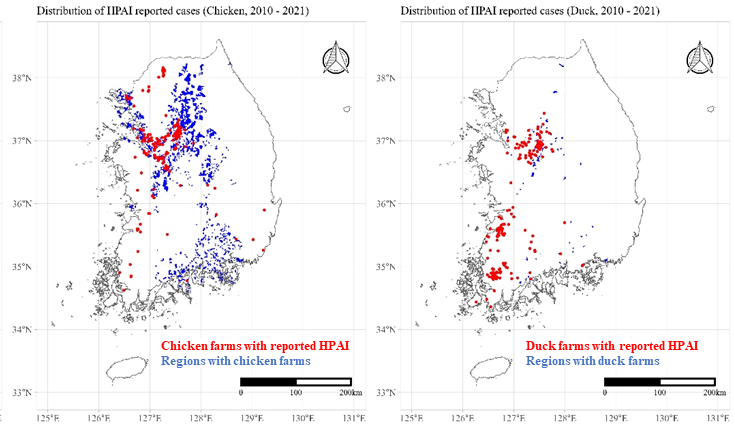 Distribution of HPAI reported cases (Chicken, 2010 - 2021)
38°N
37°N
36°N
35°N
34°N
33°N
Chicken farms with reported HPAI
Regions with chicken farms
0 100 200km
125°E 126°E 127°E 128°E 129°E 130°E 131°E
Distribution of HPAI reported cases (Duck, 2010 - 2021)
38°N
37°N
36°N
35°N
34°N
33°N
Duck farms with reported HPAI
Regions with duck farms
0 100 200km
125°E 126°E 127°E 128°E 129°E 130°E 131°E